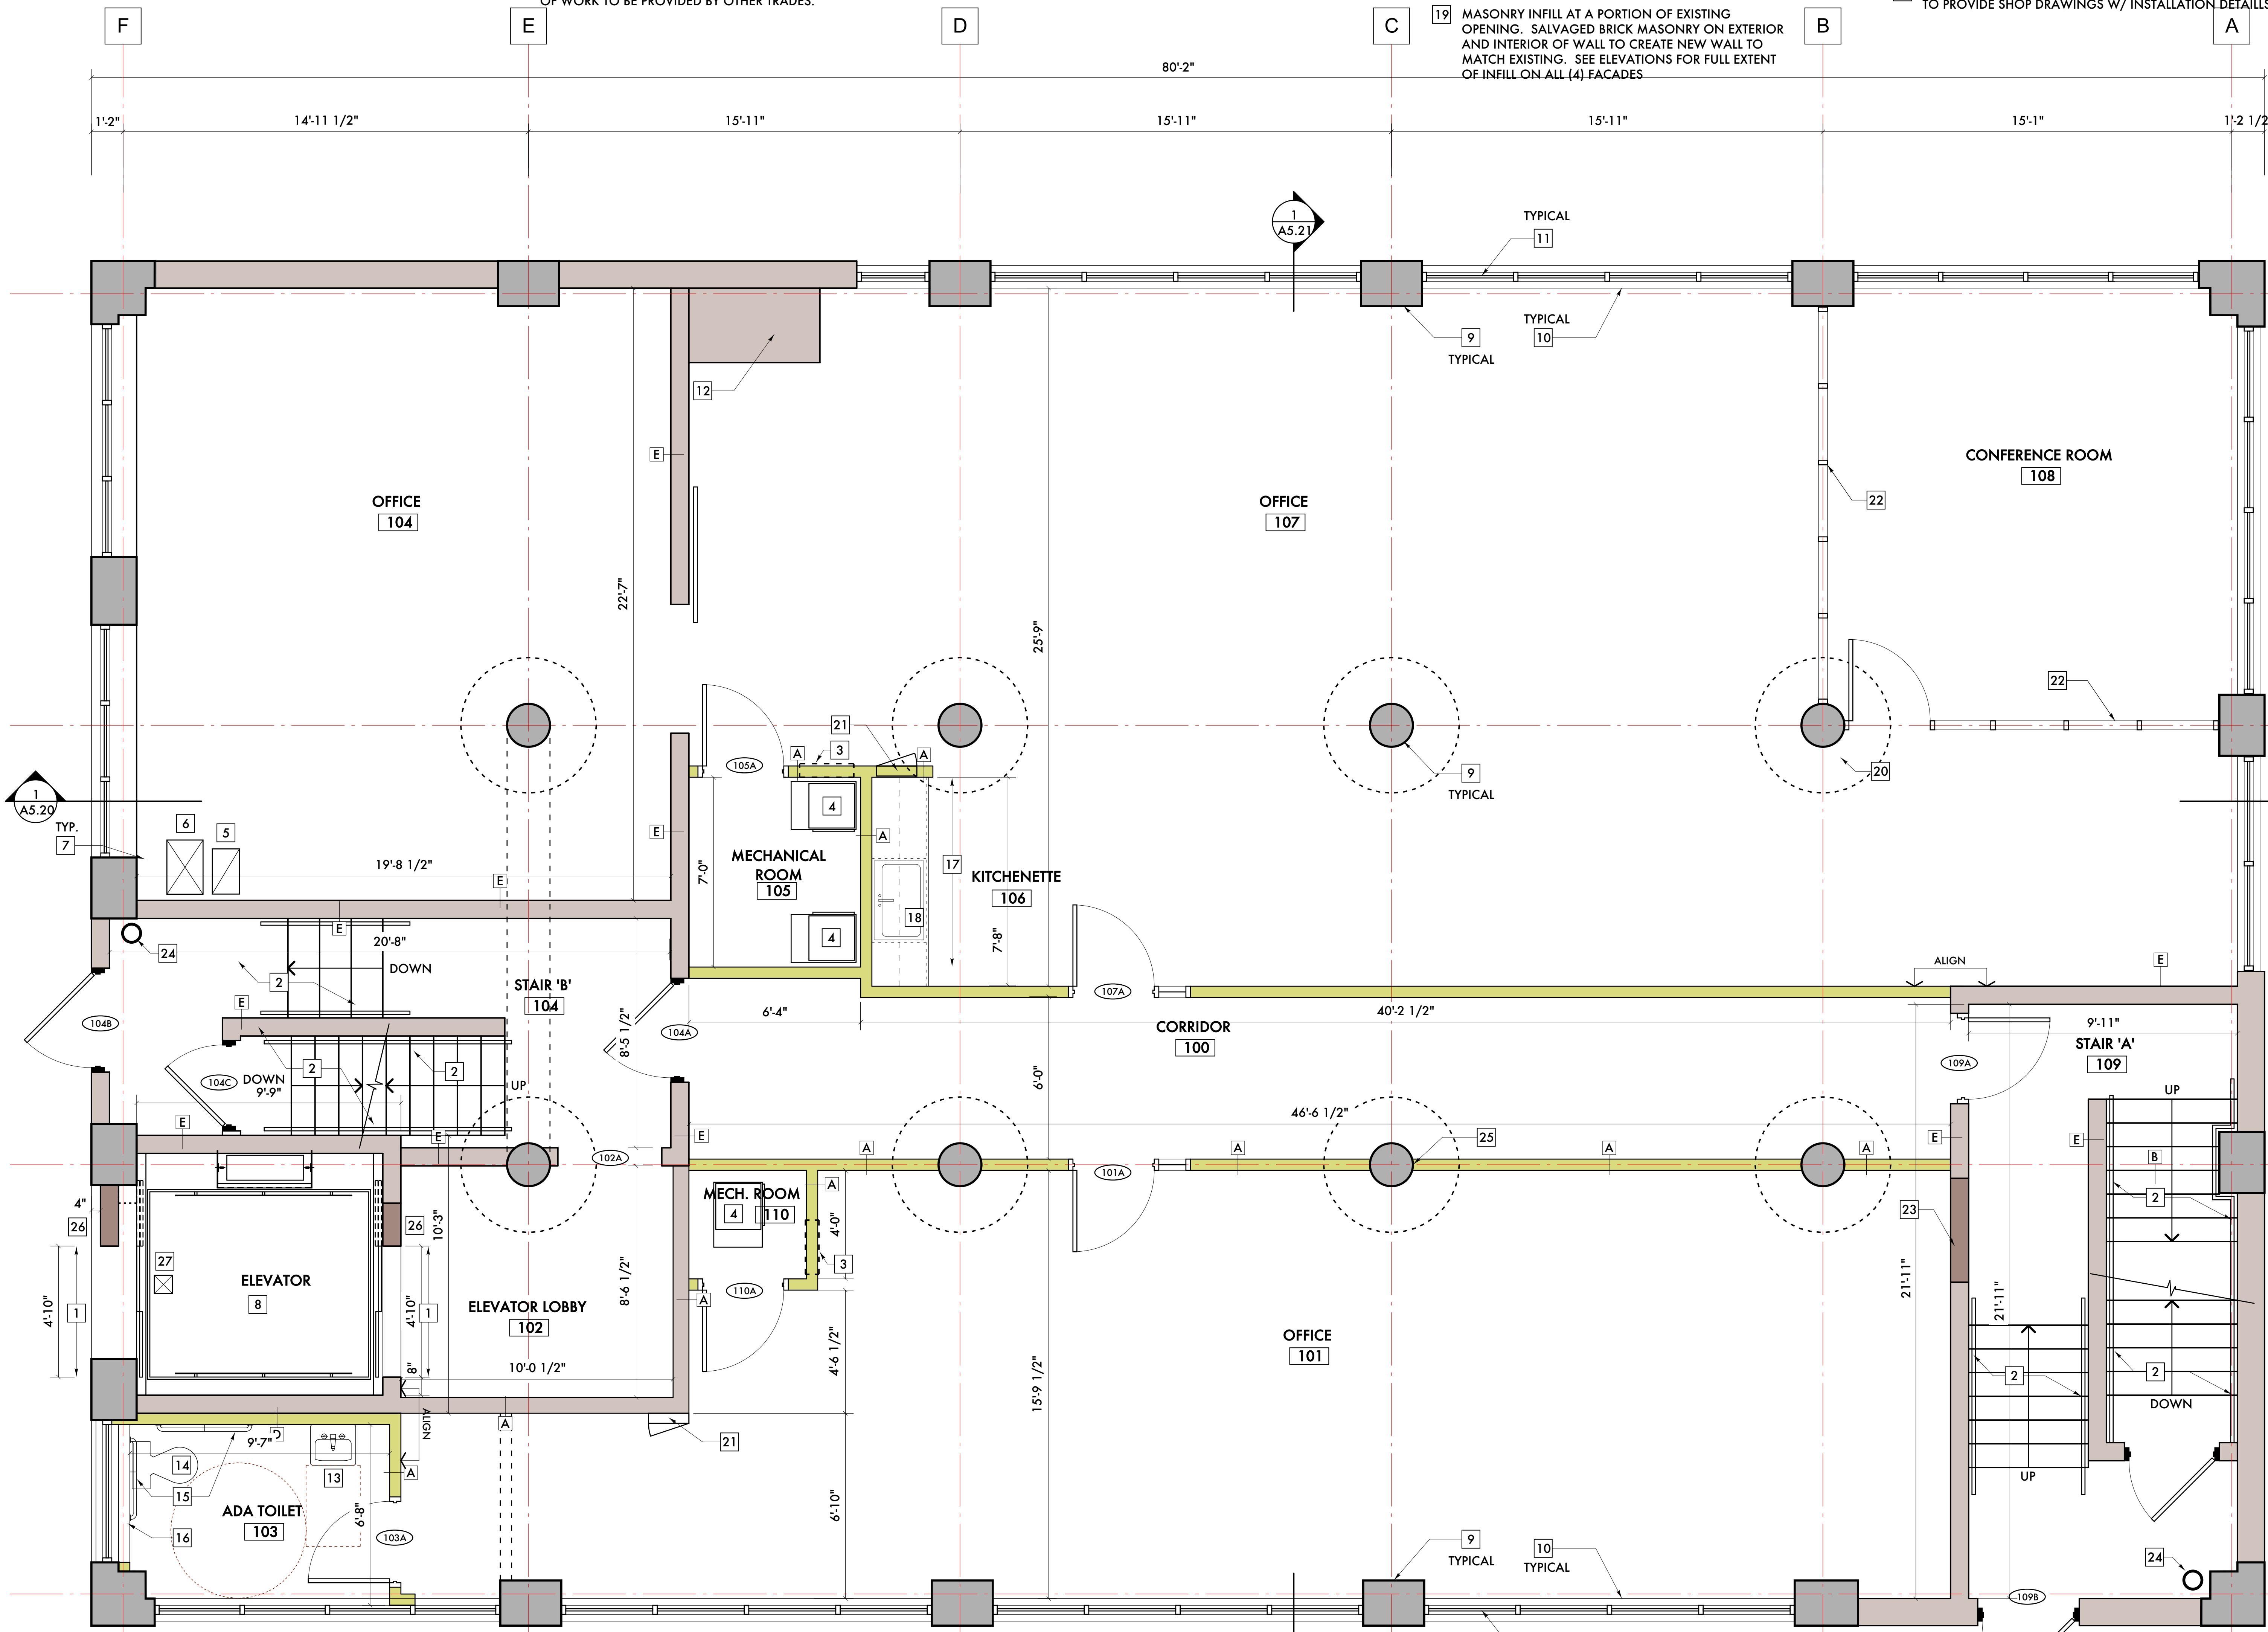 OF WORK TO BE PROVIDED BY OTHER TRADES.
19 MASONRY INFILL AT A PORTION OF EXISTING
OPENING. SALVAGED BRICK MASONRY ON EXTERIOR
AND INTERIOR OF WALL TO CREATE NEW WALL TO
MATCH EXISTING. SEE ELEVATIONS FOR FULL EXTENT
OF INFILL ON ALL (4) FACADES
TO PROVIDE SHOP DRAWINGS W/ INSTALLATION DETAILLS
F
E
D
C
B
A
80'-2"
1'-2"
14'-11 1/2"
15'-11"
15'-11"
15'-11"
15'-1"
1'-2 1/2
1
A5.21
TYPICAL
11
9
TYPICAL
TYPICAL
10
12
E
OFFICE
104
OFFICE
107
CONFERENCE ROOM
108
22
22
22'-7"
25'-9"
21
A
3
A
105A
9
TYPICAL
20
1
A5.20
TYP.
7
6
5
E
4
A
19'-8 1/2"
E
MECHANICAL
ROOM
105
7'-0"
17
KITCHENETTE
106
18
4
7'-8"
24
E
20'-8"
DOWN
2
STAIR 'B'
104
E
104B
104C
DOWN
9'-9"
2
2
UP
8'-5 1/2"
104A
6'-4"
107A
40'-2 1/2"
ALIGN
E
CORRIDOR
100
6'-0"
109A
9'-11"
STAIR 'A'
109
UP
E
E
102A
E
46'-6 1/2"
25
A
101A
A
A
A
E
E
B
2
4"
26
26
10'-3"
MECH. ROOM
110
4
A
4'-0"
3
23
27
ELEVATOR
8
4'-10"
1
4'-10"
1
8"
ELEVATOR LOBBY
102
8'-6 1/2"
10'-0 1/2"
A
110A
4'-6 1/2"
OFFICE
101
15'-9 1/2"
21'-11"
21'-11"
2
2
DOWN
UP
ALIGN
A
21
9'-7"
14
13
A
15
16
ADA TOILET
103
6'-8"
103A
6'-10"
9
TYPICAL
10
TYPICAL
24
109B